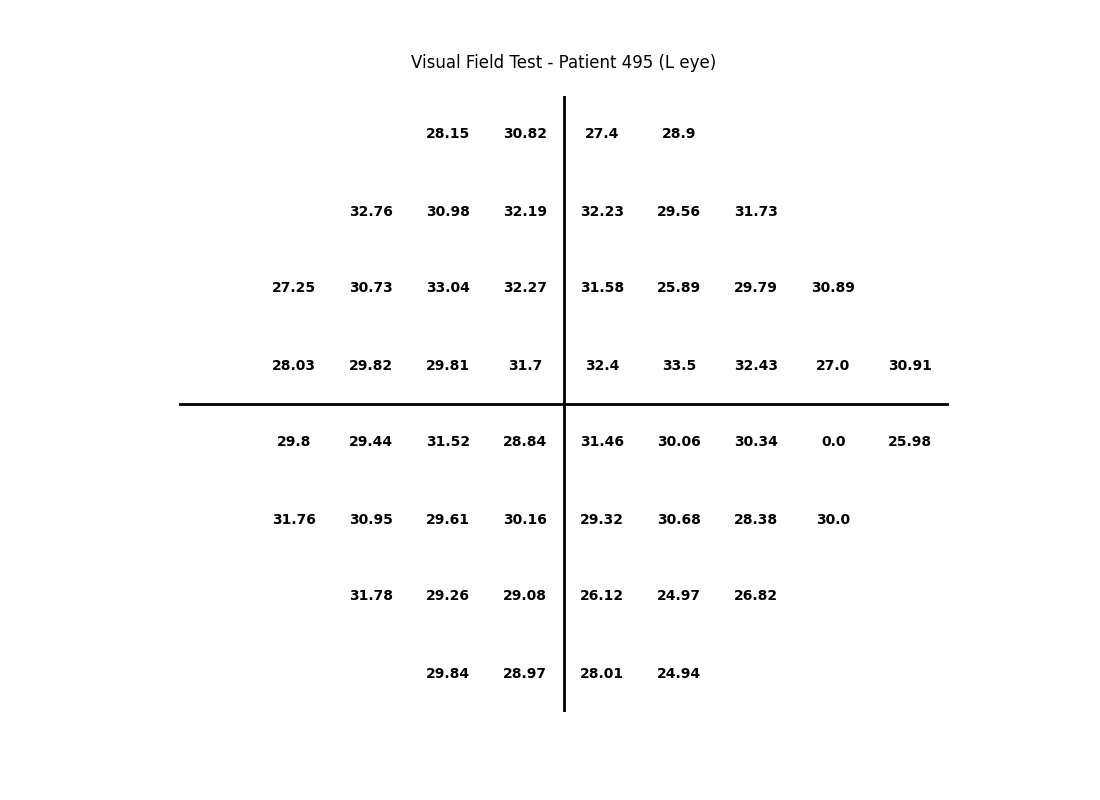 Visual Field Test - Patient 495 (L eye)
28.15 30.82 27.4 28.9
32.76 30.98 32.19 32.23 29.56 31.73
27.25 30.73 33.04 32.27 31.58 25.89 29.79 30.89
28.03 29.82 29.81 31.7 32.4 33.5 32.43 27.0 30.91
29.8 29.44 31.52 28.84 31.46 30.06 30.34 0.0 25.98
31.76 30.95 29.61 30.16 29.32 30.68 28.38 30.0
31.78 29.26 29.08 26.12 24.97 26.82
29.84 28.97 28.01 24.94